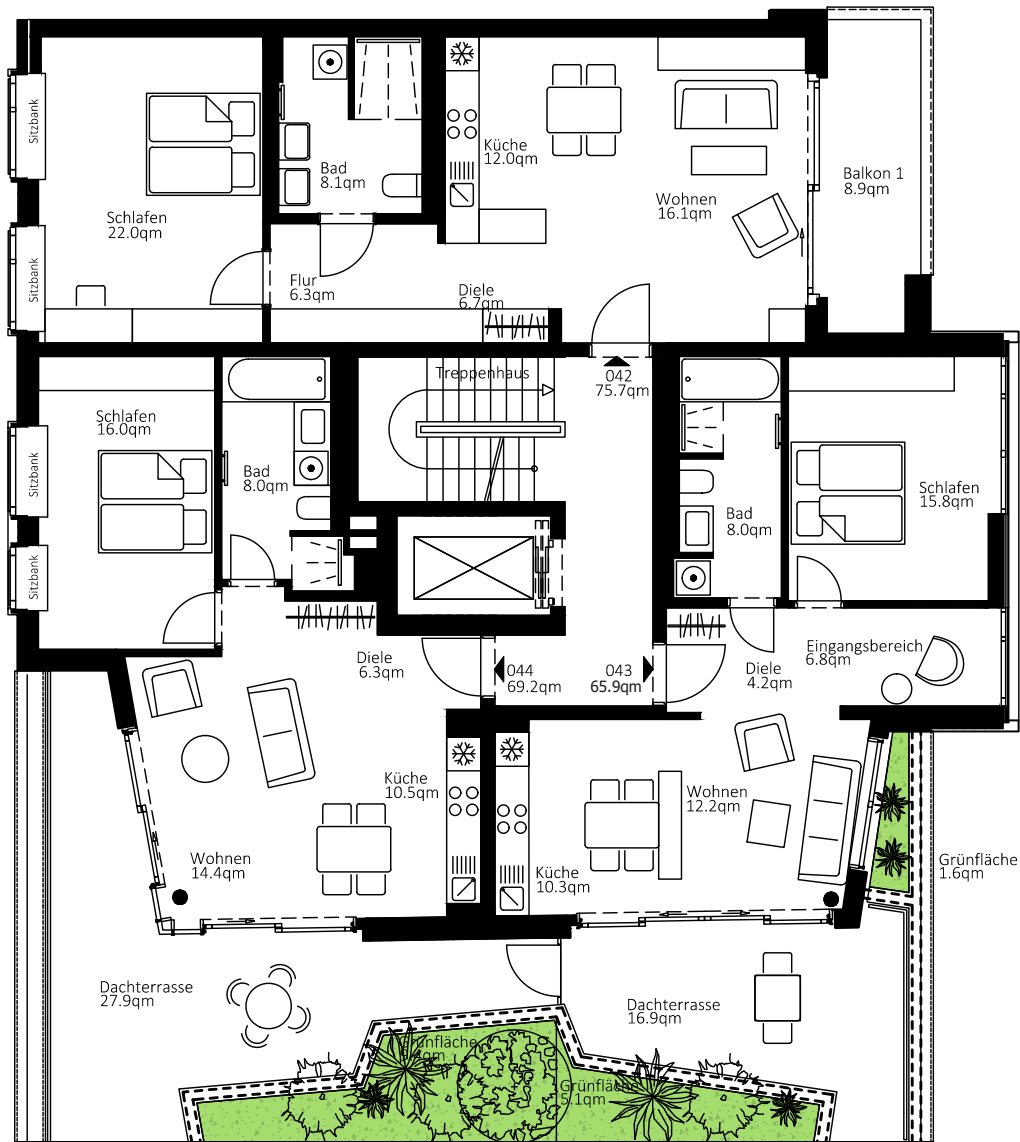 Sitzbank
Schlafen
22.0qm
Bad
8.1qm
Küche
12.0qm
Wohnen
16.1qm
Balkon 1
8.9qm
Sitzbank
Flur
6.3qm
Diele
6.7qm
Treppenhaus
042
75.7qm
Schlafen
16.0qm
Sitzbank
Bad
8.0qm
Bad
8.0qm
Schlafen
15.8qm
Sitzbank
Diele
6.3qm
044
69.2qm
043
65.9qm
Diele
4.2qm
Eingangsbereich
6.8qm
Küche
10.5qm
Wohnen
14.4qm
Wohnen
12.2qm
Küche
10.3qm
Grünfläche
1.6qm
Dachterrasse
27.9qm
Dachterrasse
16.9qm
Grünfläche
Grünfläche
5.1qm